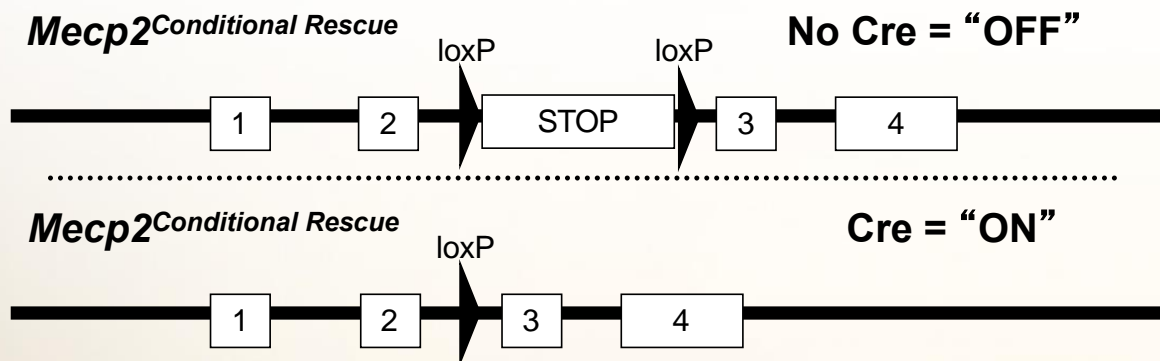 Mecp2Conditional Rescue No Cre = “OFF”
loxP loxP
1 2 STOP 3 4
Mecp2Conditional Rescue Cre = “ON”
loxP
1 2 3 4